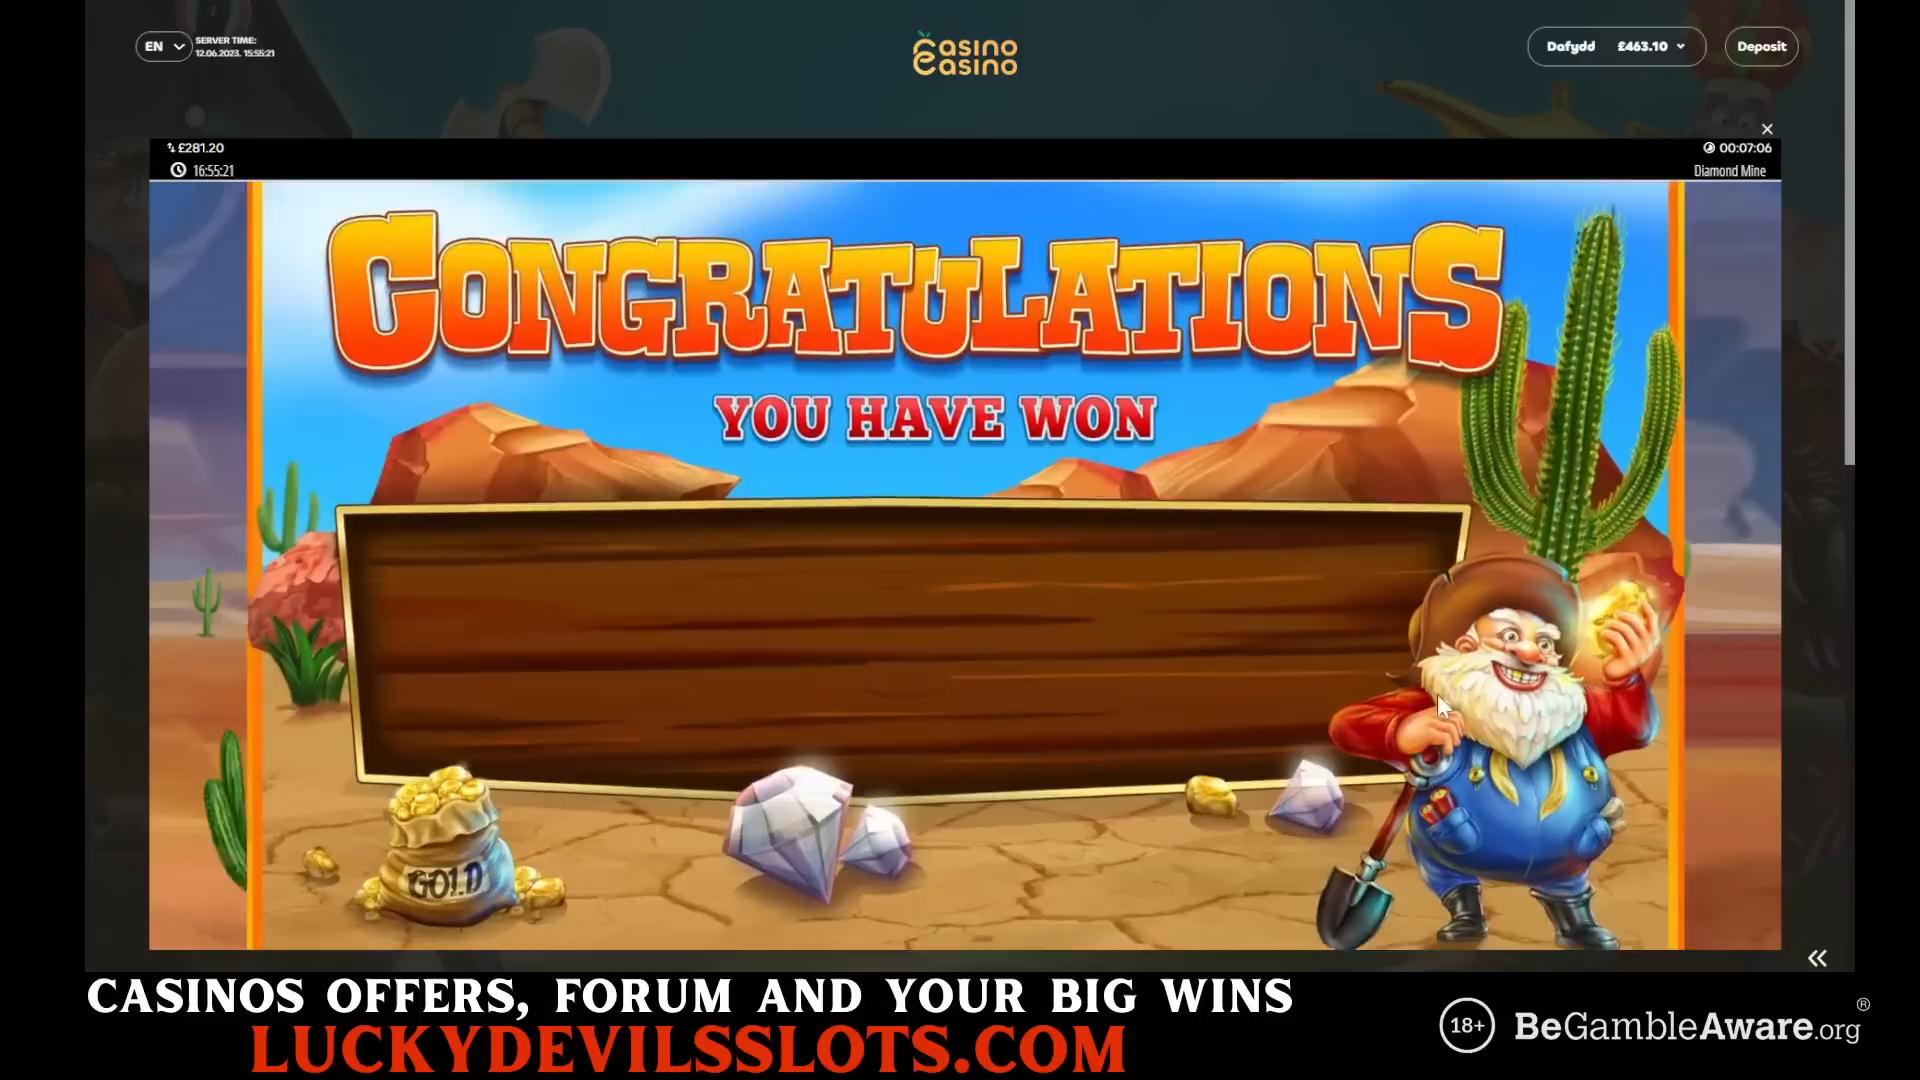 EN
SERVER TIME:
12.06.2023. 15:55:21
Casino
Casino
Dafydd £463.10
Deposit
£281.20
00:07:06
16:55:21
Diamond Mine
CONGRATULATIONS
YOU HAVE WON
GOLD
CASINOS OFFERS, FORUM AND YOUR BIG WINS
LUCKYDEVILSSLOTS.COM
18+ BeGambleAware.org®